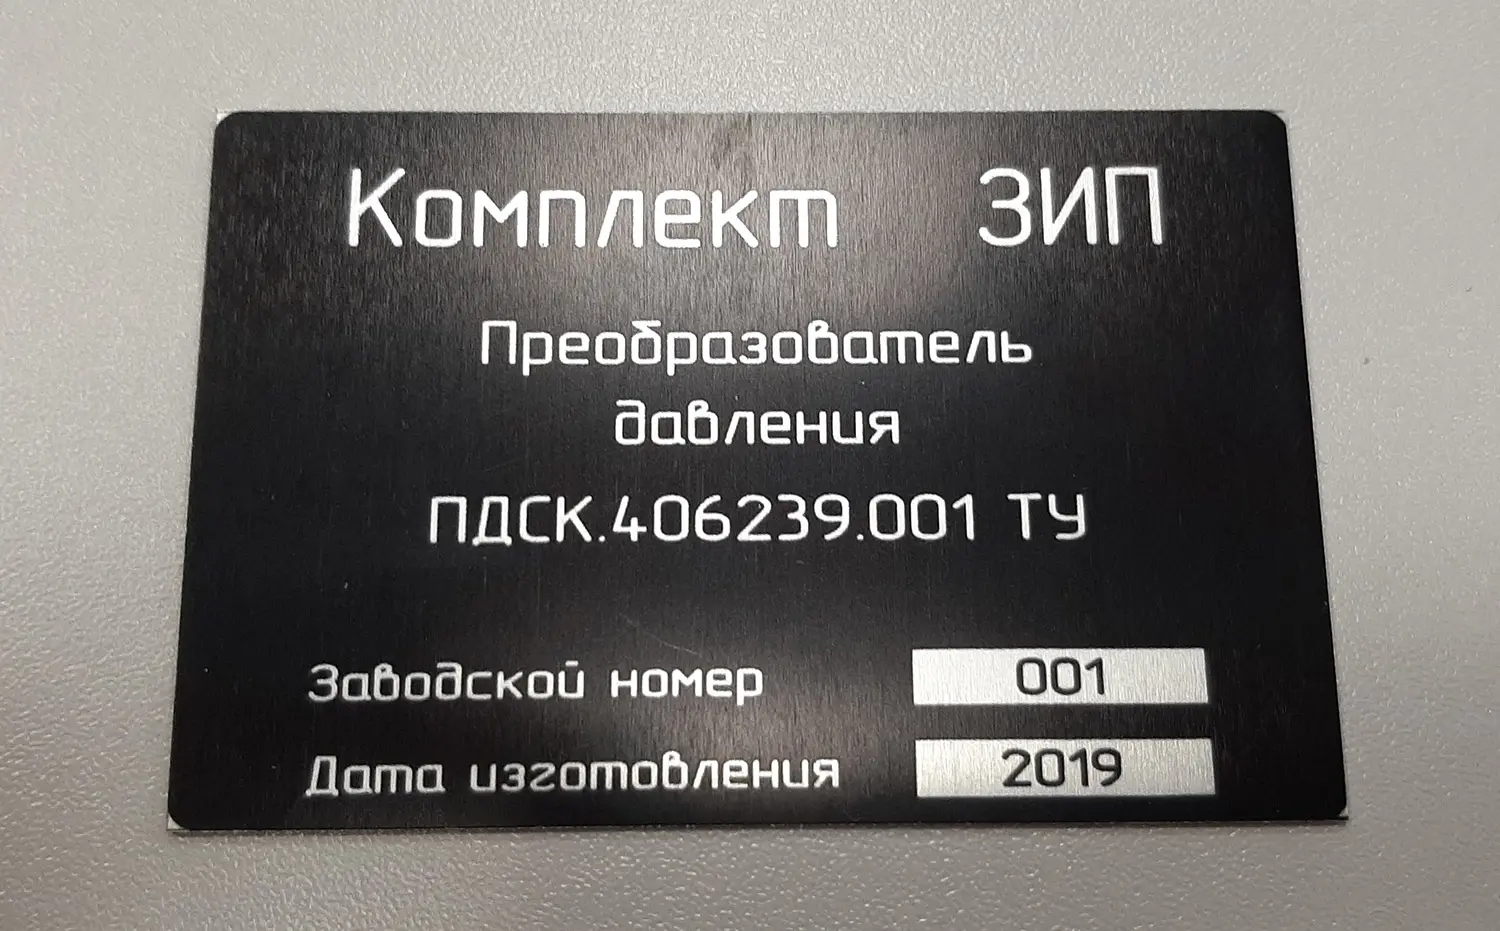 Комплект ЗИП
Преобразователь
давления
ПДСК.406239.001 ТУ
Заводской номер 001
Дата изготовления 2019